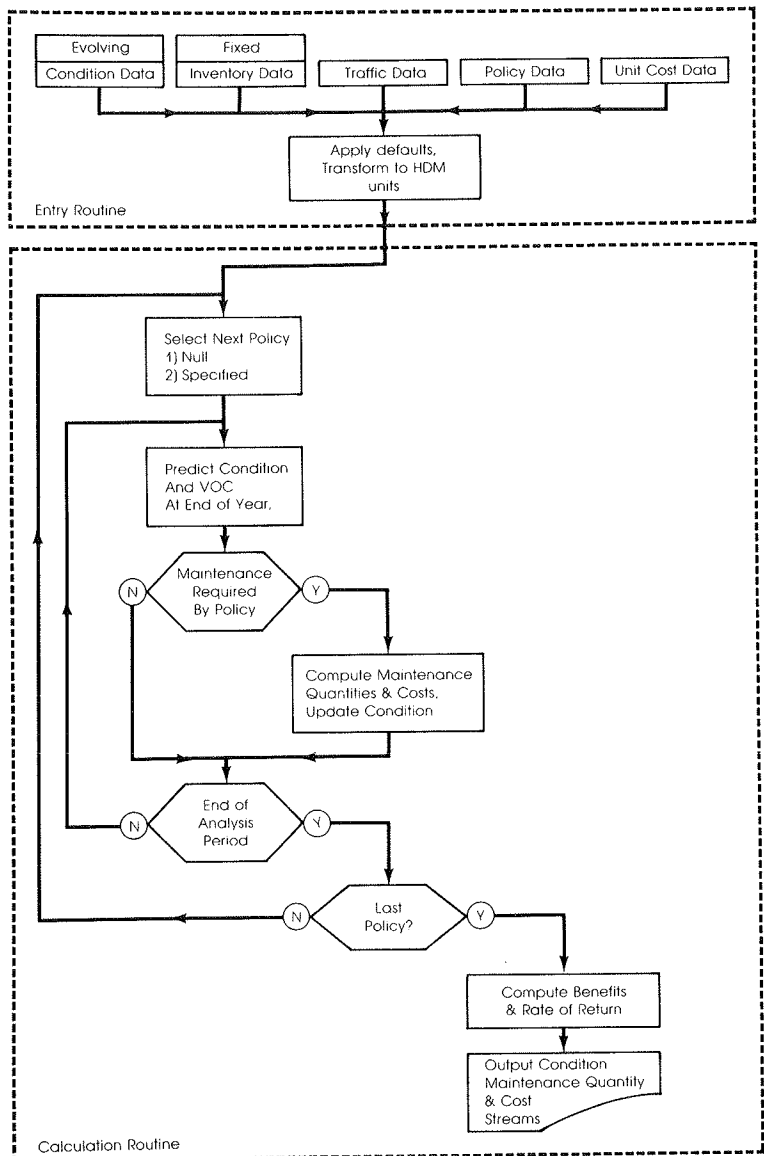 Evolving
Condition Data
Fixed
Inventory Data
Traffic Data
Policy Data
Unit Cost Data
Apply defaults,
Transform to HDM
units
Entry Routine
Select Next Policy
1) Null
2) Specified
Predict Condition
And VOC
At End of Year,
N
Maintenance
Required
By Policy
Y
Compute Maintenance
Quantities & Costs,
Update Condition
N
End of
Analysis
Period
Y
N
Last
Policy?
Y
Compute Benefits
& Rate of Return
Output Condition
Maintenance Quantity
& Cost
Streams
Calculation Routine